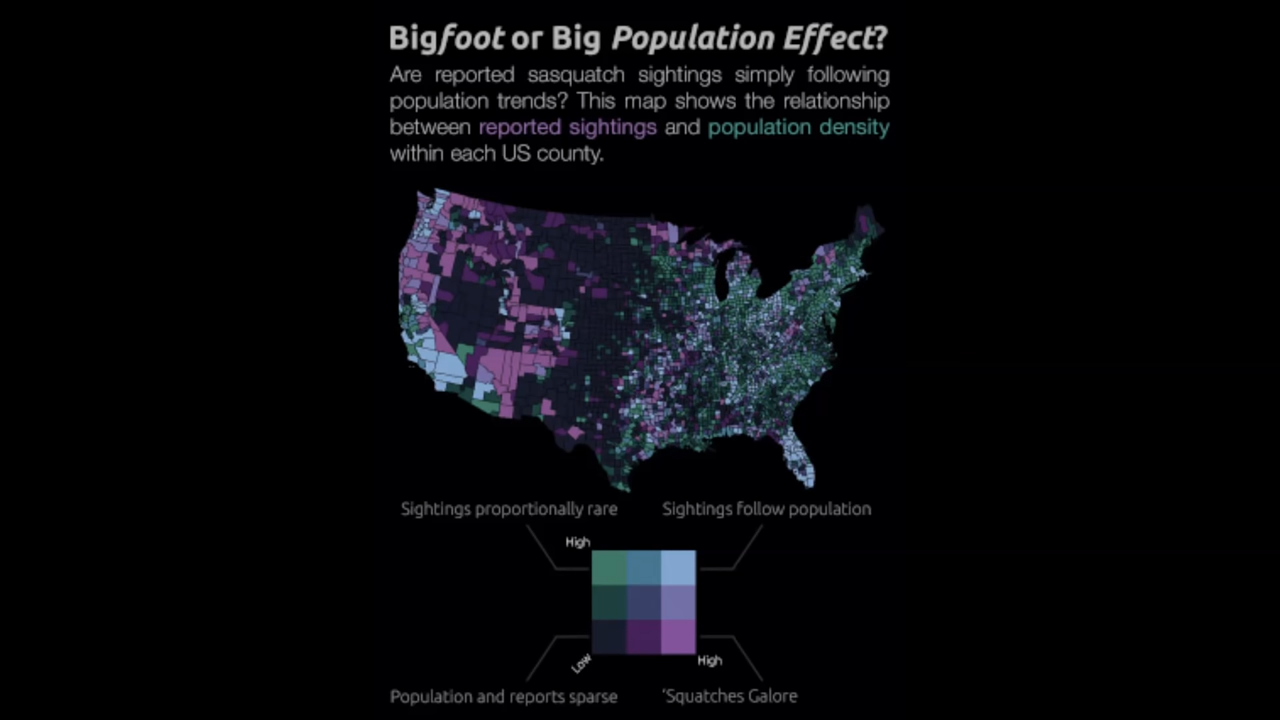 Bigfoot or Big Population Effect?
Are reported sasquatch sightings simply following
population trends? This map shows the relationship
between reported sightings and population density
within each US county.
Sightings proportionally rare
Sightings follow population
High
Low
High
Population and reports sparse
'Squatches Galore